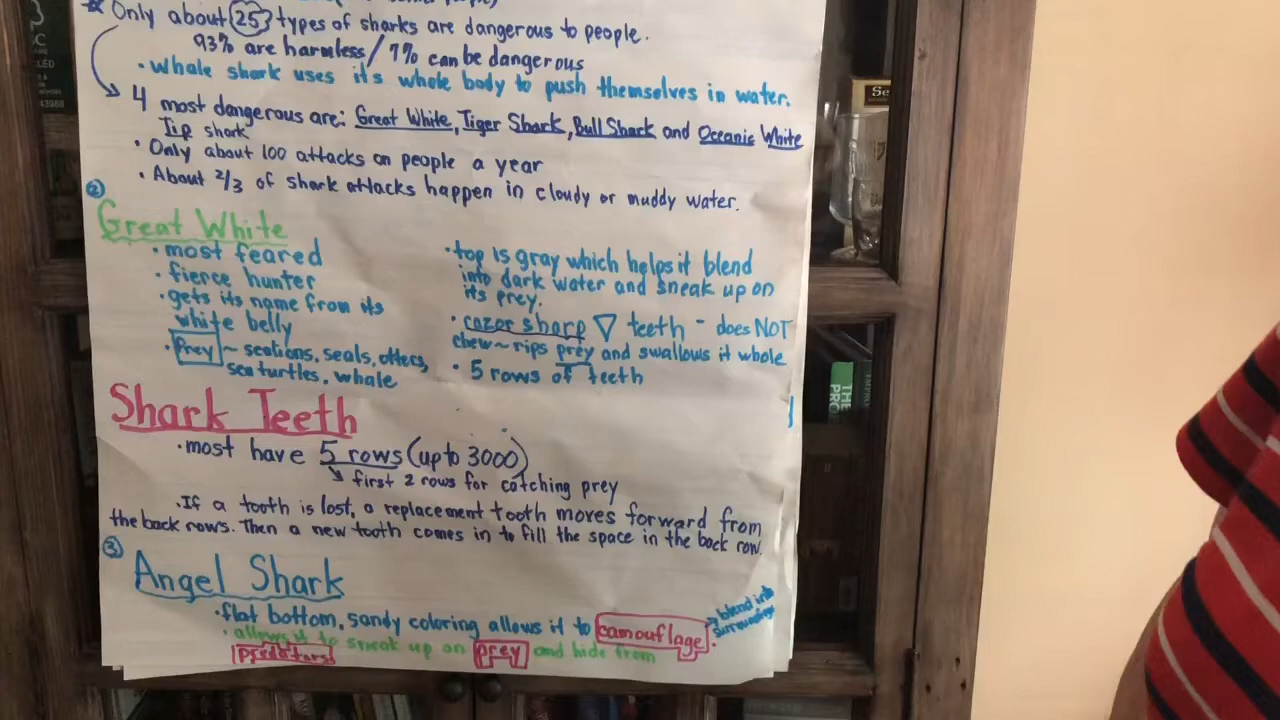 * Only about 25 types of sharks are dangerous to people.
93% are harmless / 7% can be dangerous
• Whale shark uses its whole body to push themselves in water.
4 most dangerous are: Great White, Tiger Shark, Bull Shark and Oceanic White
Tip shark
• Only about 100 attacks on people a year
• About 2/3 of shark attacks happen in cloudy or muddy water.
2
Great White
• most feared
• fierce hunter
• gets its name from its
white belly
• Prey ~ sealions, seals, otters,
sea turtles, whale
• top is gray which helps it blend
into dark water and sneak up on
its prey.
• razor sharp ▽ teeth - does NOT
chew ~ rips prey and swallows it whole
• 5 rows of teeth
Shark Teeth
• most have 5 rows (up to 3000)
first 2 rows for catching prey
• If a tooth is lost, a replacement tooth moves forward from
the back rows. Then a new tooth comes in to fill the space in the back row.
3
Angel Shark
• flat bottom, sandy coloring allows it to camouflage.
blend into
surroundings
• allows it to sneak up on prey and hide from
predators!
Se
THE
43969